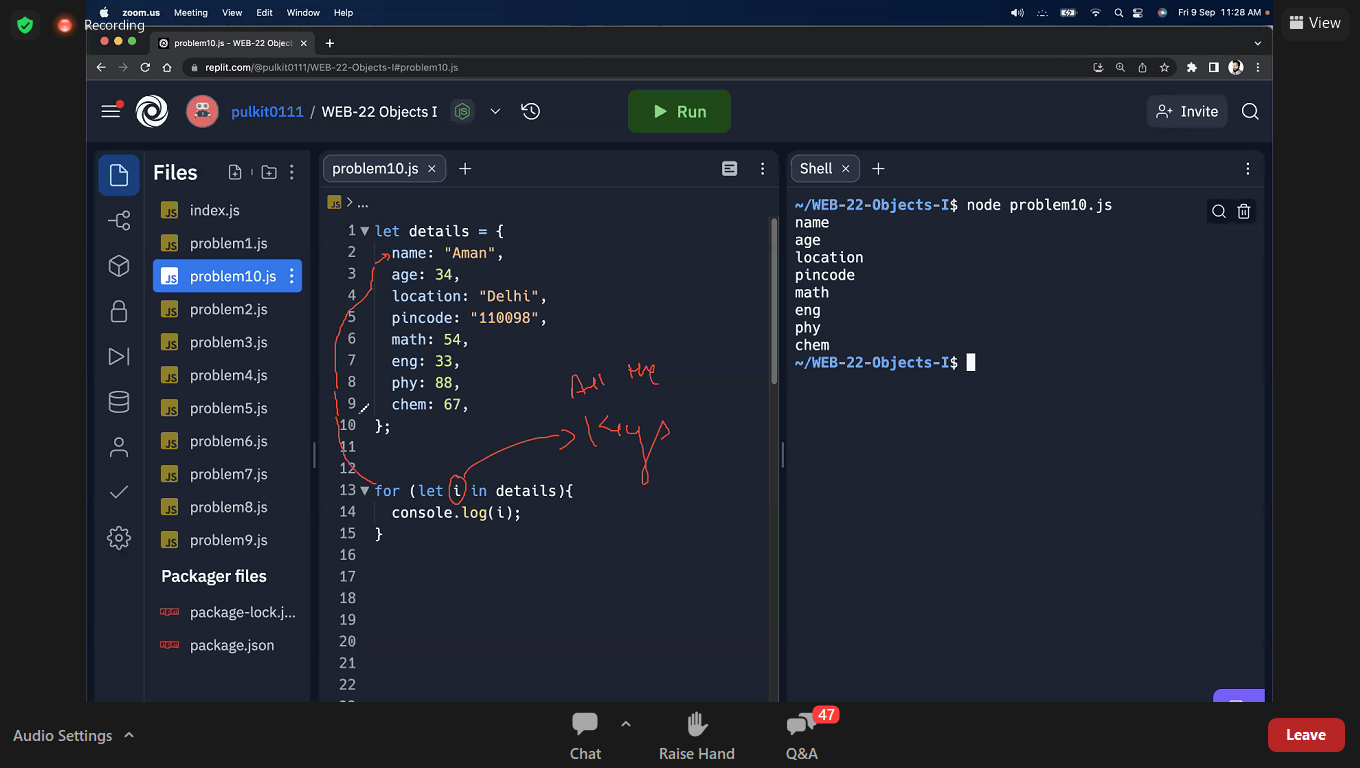 zoom.us Meeting View Edit Window Help Fri 9 Sep 11:28 AM
Recording
View
problem10.js - WEB-22 Object
replit.com/@pulkit0111/WEB-22-Objects-I#problem10.js
pulkit0111 / WEB-22 Objects I
Run
Invite
Files
index.js
problem1.js
problem10.js
problem2.js
problem3.js
problem4.js
problem5.js
problem6.js
problem7.js
problem8.js
problem9.js
Packager files
package-lock.j...
package.json
problem10.js
JS > ...
1 let details = {
2 name: "Aman",
3 age: 34,
4 location: "Delhi",
5 pincode: "110098",
6 math: 54,
7 eng: 33,
8 phy: 88,
9 chem: 67,
10 };
11
12
13 for (let i in details){
14 console.log(i);
15 }
16
17
18
19
20
21
22
All the
Keys
Shell
~/WEB-22-Objects-I$ node problem10.js
name
age
location
pincode
math
eng
phy
chem
~/WEB-22-Objects-I$
Audio Settings
Chat
Raise Hand
47
Q&A
Leave